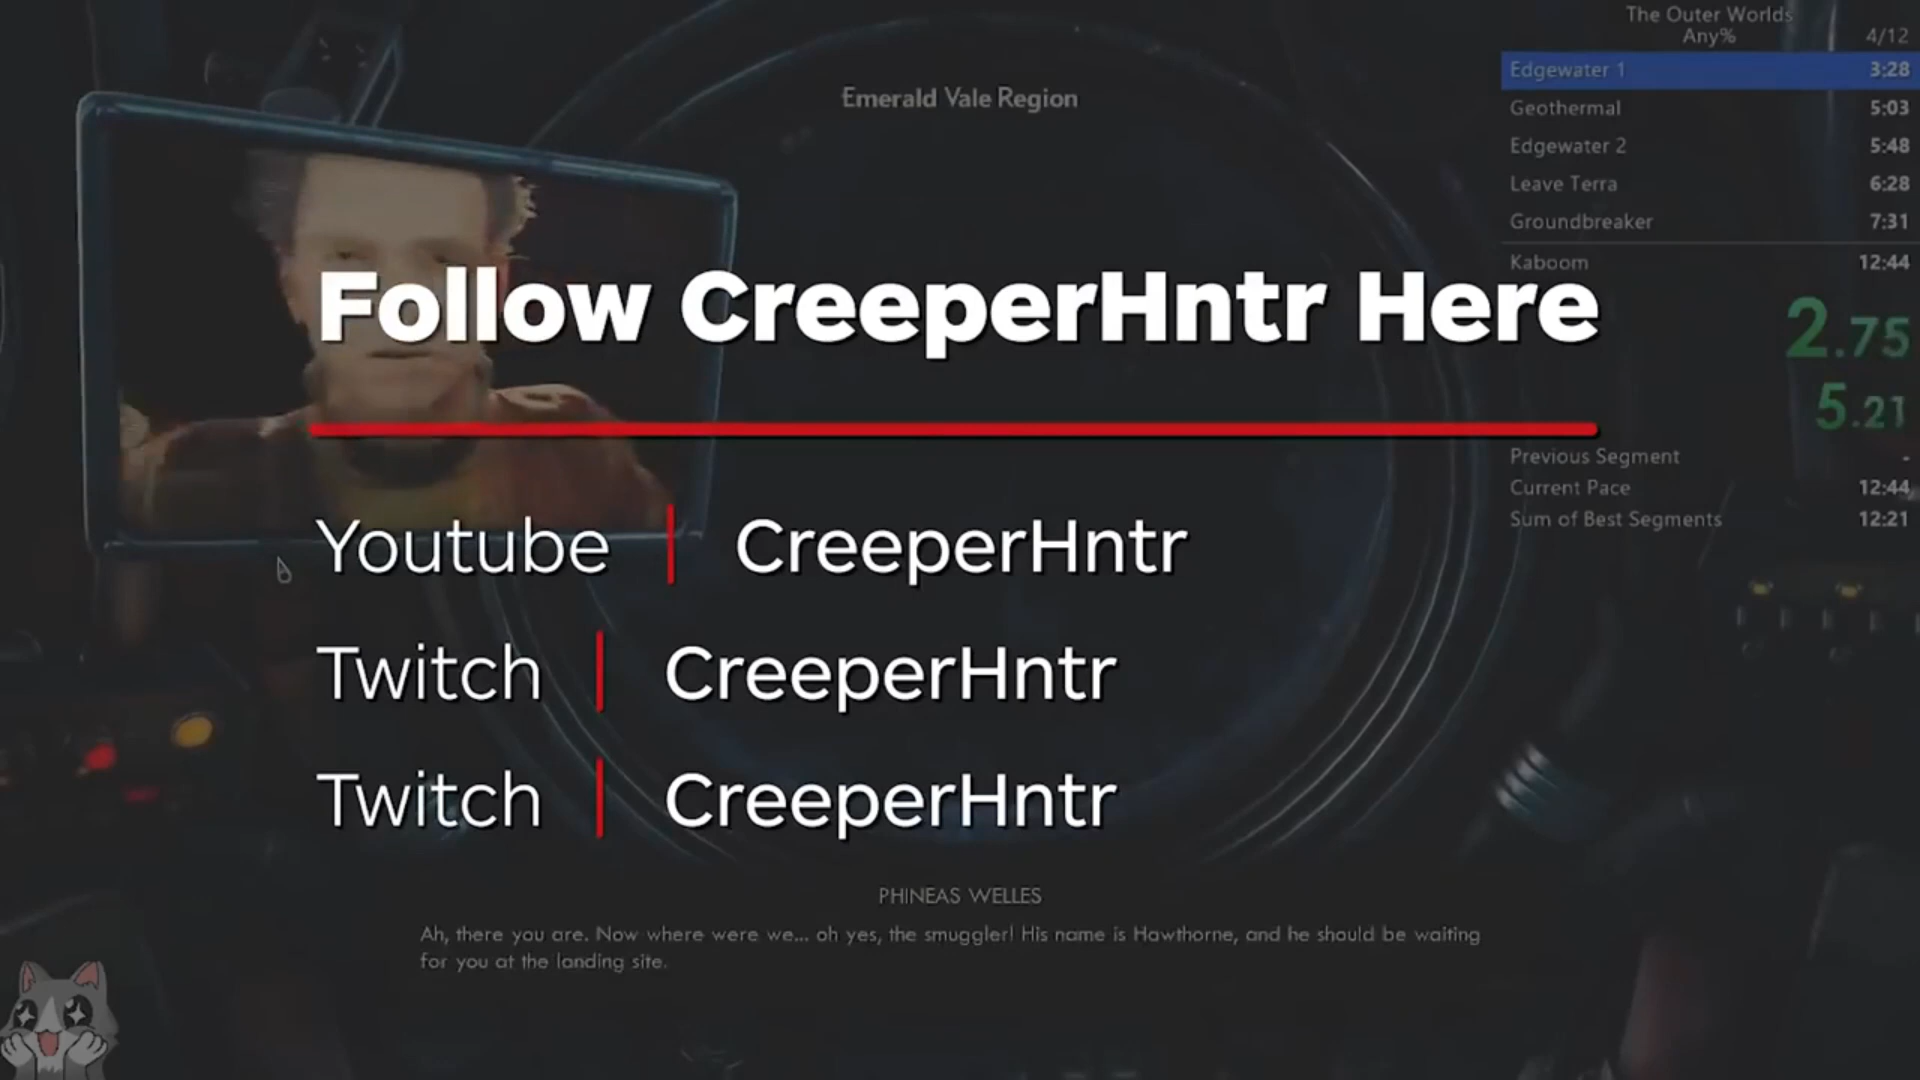 The Outer Worlds
Any% 4/12
Edgewater 1 3:28
Geothermal 5:03
Edgewater 2 5:48
Leave Terra 6:28
Groundbreaker 7:31
Kaboom 12:44
2.75
5.21
Previous Segment -
Current Pace 12:44
Sum of Best Segments 12:21
Emerald Vale Region
Follow CreeperHntr Here
Youtube | CreeperHntr
Twitch | CreeperHntr
Twitch | CreeperHntr
PHINEAS WELLES
Ah, there you are. Now where were we... oh yes, the smuggler! His name is Hawthorne, and he should be waiting
for you at the landing site.